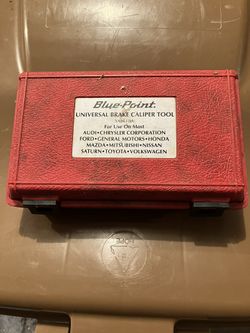 Blue-Point
UNIVERSAL BRAKE CALIPER TOOL
For Use On Most
AUDI • CHRYSLER CORPORATION
FORD • GENERAL MOTORS • HONDA
MAZDA • MITSUBISHI • NISSAN
SATURN • TOYOTA • VOLKSWAGEN